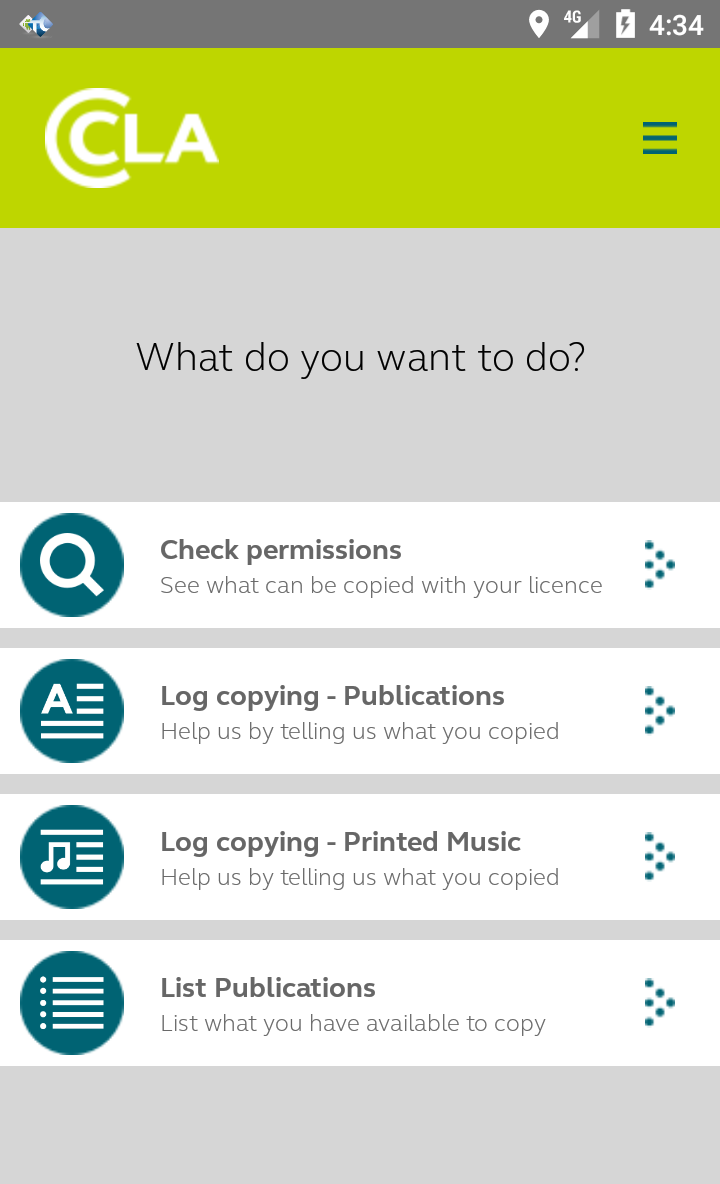 4G 4:34
CLA
What do you want to do?
Check permissions
See what can be copied with your licence
Log copying - Publications
Help us by telling us what you copied
Log copying - Printed Music
Help us by telling us what you copied
List Publications
List what you have available to copy